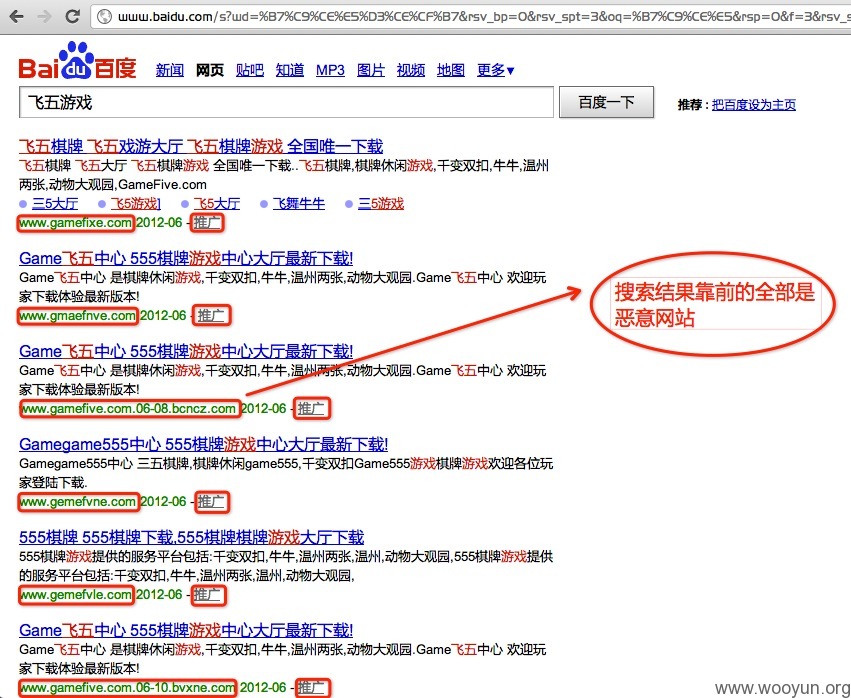 www.baidu.com/s?wd=%B7%C9%CE%E5%D3%CE%CF%B7&rsv_bp=0&rsv_spt=3&oq=%B7%C9%CE%E5&rsp=0&f=3&rsv_s
Bai du 百度 新闻 网页 贴吧 知道 MP3 图片 视频 地图 更多▼
飞五游戏 百度一下 推荐 : 把百度设为主页
飞五棋牌 飞五戏游大厅 飞五棋牌游戏 全国唯一下载
飞五棋牌 飞五大厅 飞五棋牌游戏 全国唯一下载..飞五棋牌,棋牌休闲游戏,千变双扣,牛牛,温州
两张,动物大观园,GameFive.com
三5大厅 飞5游戏] 飞5大厅 飞舞牛牛 三5游戏
www.gamefixe.com 2012-06 - 推广
Game飞五中心 555棋牌游戏中心大厅最新下载!
Game飞五中心 是棋牌休闲游戏,千变双扣,牛牛,温州两张,动物大观园.Game飞五中心 欢迎玩
家下载体验最新版本!
www.gmaefnve.com 2012-06 - 推广
搜索结果靠前的全部是
恶意网站
Game飞五中心 555棋牌游戏中心大厅最新下载!
Game飞五中心 是棋牌休闲游戏,千变双扣,牛牛,温州两张,动物大观园.Game飞五中心 欢迎玩
家下载体验最新版本!
www.gamefive.com.06-08.bcncz.com 2012-06 - 推广
Gamegame555中心 555棋牌游戏中心大厅最新下载!
Gamegame555中心 三五棋牌,棋牌休闲game555,千变双扣Game555游戏棋牌游戏欢迎各位玩
家登陆下载.
www.gemefvne.com 2012-06 - 推广
555棋牌 555棋牌下载,555棋牌棋牌游戏大厅下载
555棋牌游戏提供的服务平台包括:千变双扣,牛牛,温州两张,温州,动物大观园,555棋牌游戏提供
的服务平台包括:千变双扣,牛牛,温州两张,温州,动物大观园,
www.gemefvle.com 2012-06 - 推广
Game飞五中心 555棋牌游戏中心大厅最新下载!
Game飞五中心 是棋牌休闲游戏,千变双扣,牛牛,温州两张,动物大观园.Game飞五中心 欢迎玩
家下载体验最新版本!
www.gamefive.com.06-10.bvxne.com 2012-06 - 推广
www.wooyun.org